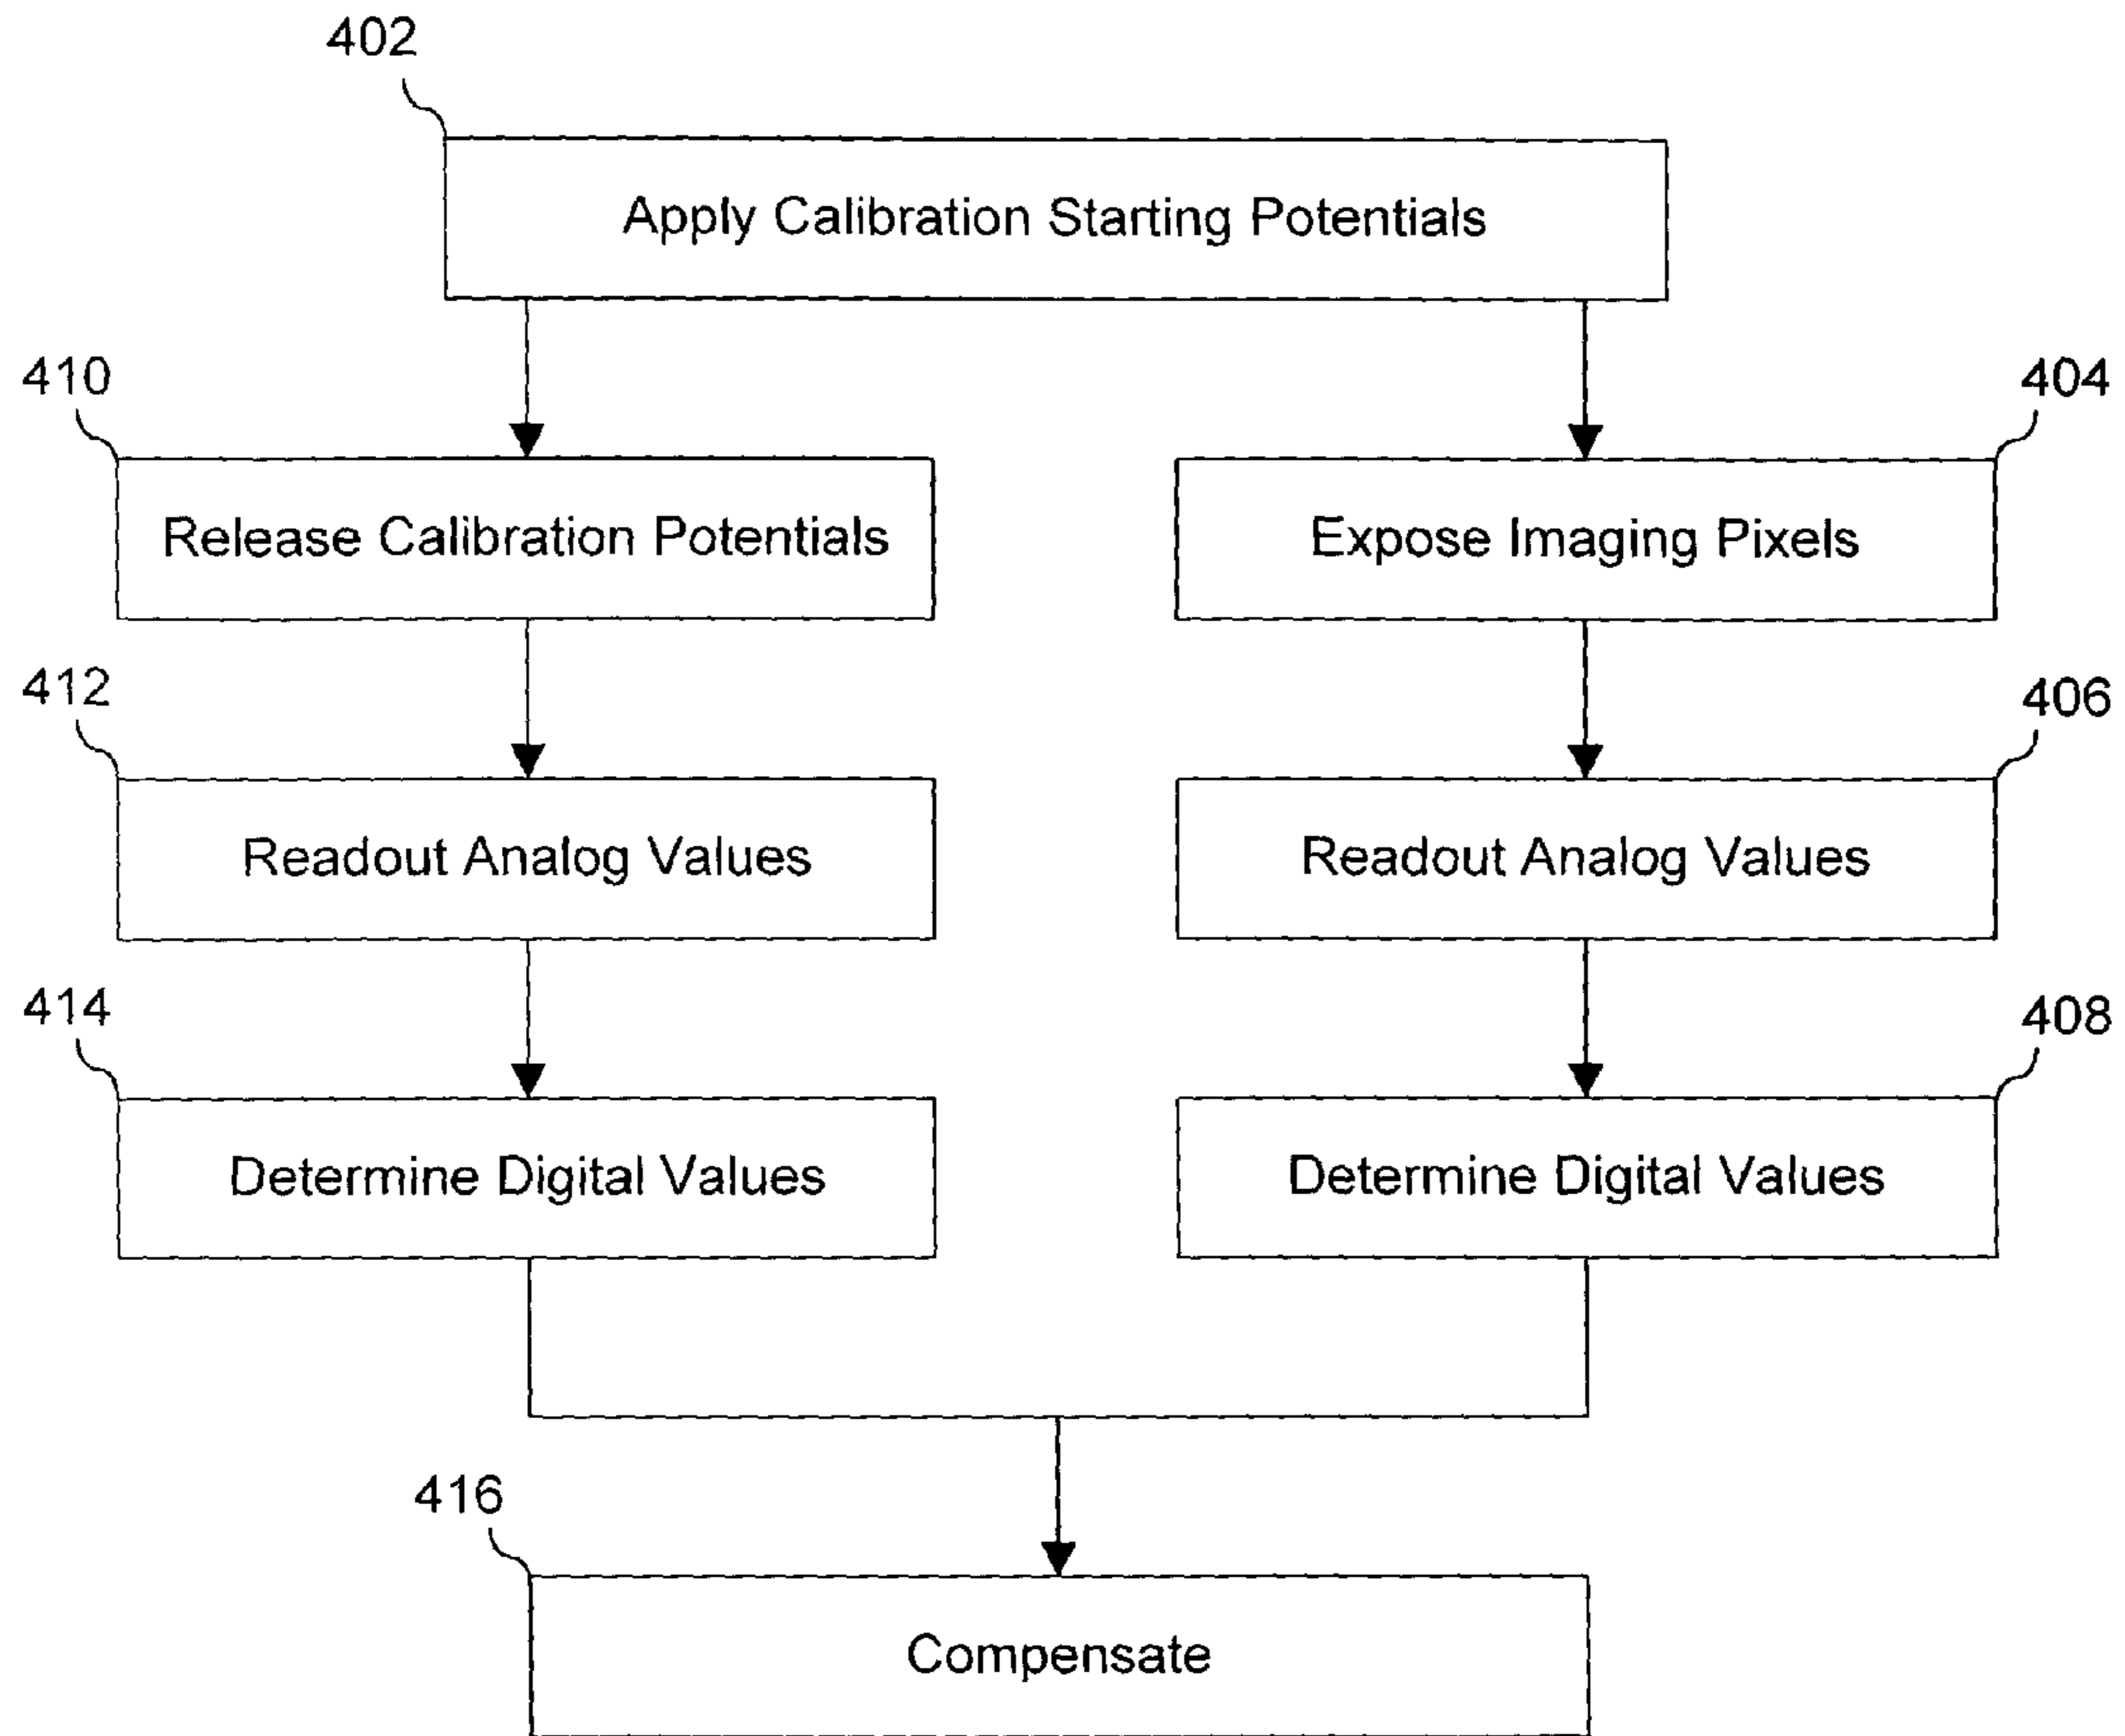 402
Apply Calibration Starting Potentials
410
404
Release Calibration Potentials
Expose Imaging Pixels
412
406
Readout Analog Values
Readout Analog Values
414
408
Determine Digital Values
Determine Digital Values
416
Compensate